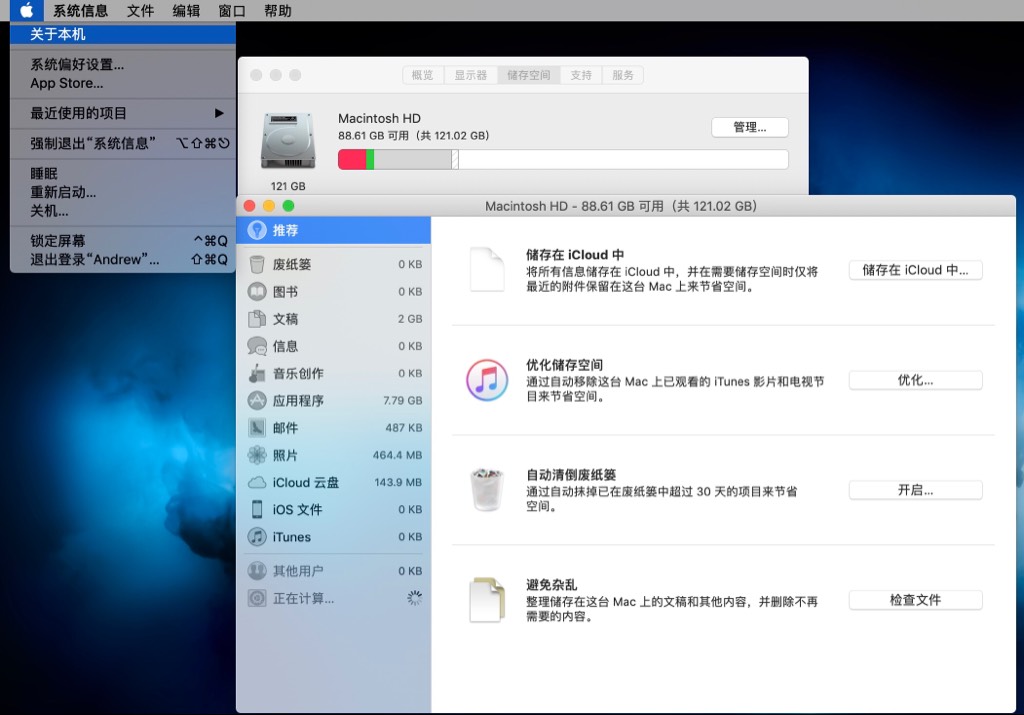 系统信息 文件 编辑 窗口 帮助
关于本机
系统偏好设置...
App Store...
最近使用的项目 ▶
强制退出“系统信息” ⌥⇧⌘⎋
睡眠
重新启动...
关机...
锁定屏幕 ^⌘Q
退出登录“Andrew”... ⇧⌘Q
概览 显示器 储存空间 支持 服务
Macintosh HD
88.61 GB 可用（共 121.02 GB）
管理...
121 GB
Macintosh HD - 88.61 GB 可用（共 121.02 GB）
推荐
废纸篓 0 KB
图书 0 KB
文稿 2 GB
信息 0 KB
音乐创作 0 KB
应用程序 7.79 GB
邮件 487 KB
照片 464.4 MB
iCloud 云盘 143.9 MB
iOS 文件 0 KB
iTunes 0 KB
其他用户 0 KB
正在计算...
储存在 iCloud 中
将所有信息储存在 iCloud 中，并在需要储存空间时仅将
最近的附件保留在这台 Mac 上来节省空间。
储存在 iCloud 中...
优化储存空间
通过自动移除这台 Mac 上已观看的 iTunes 影片和电视节
目来节省空间。
优化...
自动清倒废纸篓
通过自动抹掉已在废纸篓中超过 30 天的项目来节省
空间。
开启...
避免杂乱
整理储存在这台 Mac 上的文稿和其他内容，并删除不再
需要的内容。
检查文件